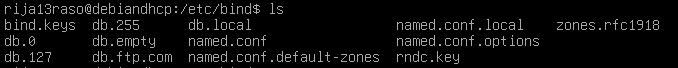 rija13raso@debiandhcp:/etc/bind$ ls
bind.keys db.255 db.local named.conf.local zones.rfc1918
db.0 db.empty named.conf named.conf.options
db.127 db.ftp.com named.conf.default-zones rndc.key